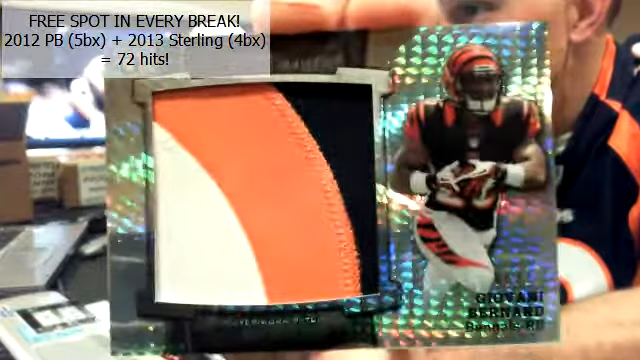 FREE SPOT IN EVERY BREAK!
2012 PB (5bx) + 2013 Sterling (4bx)
= 72 hits!
GIOVANI
BERNARD
Bengals RB